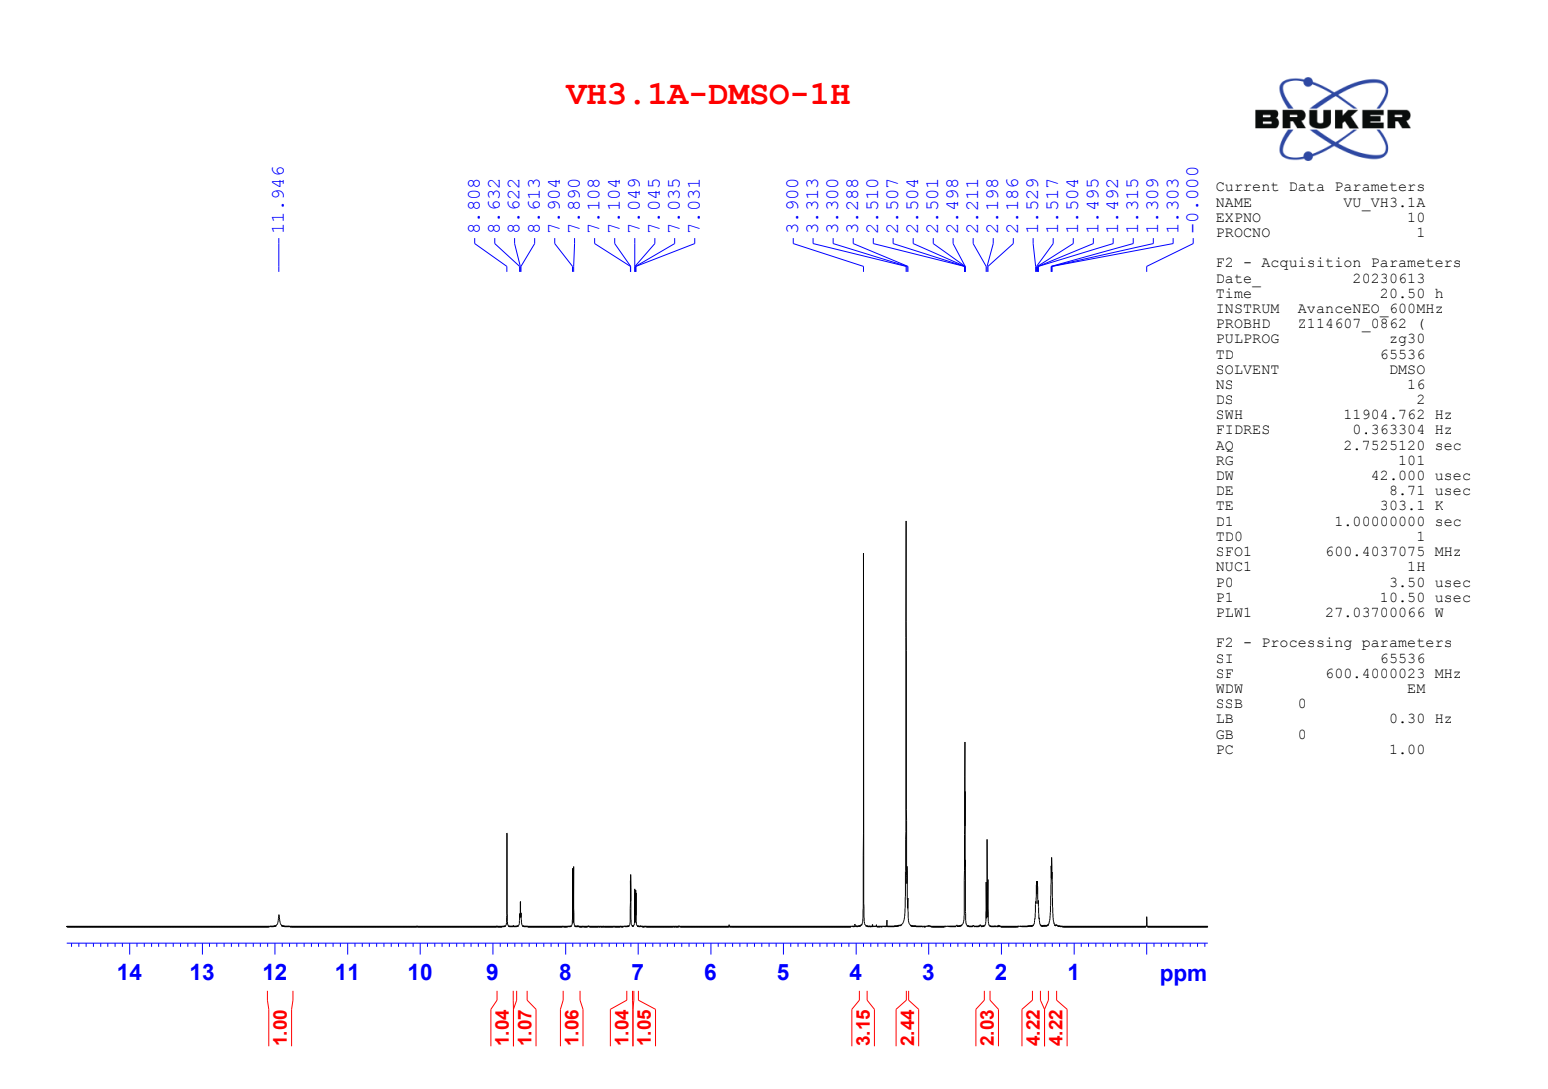 VH3.1A-DMSO-1H
BRUKER
11.946
8.808
8.632
8.622
8.613
7.904
7.890
7.108
7.104
7.049
7.045
7.035
7.031
3.900
3.313
3.300
3.288
2.510
2.507
2.504
2.501
2.498
2.211
2.198
2.186
1.529
1.517
1.504
1.495
1.492
1.315
1.309
1.303
-0.000
Current Data Parameters
NAME VU_VH3.1A
EXPNO 10
PROCNO 1
F2 - Acquisition Parameters
Date_ 20230613
Time 20.50 h
INSTRUM AvanceNEO_600MHz
PROBHD Z114607_0862 (
PULPROG zg30
TD 65536
SOLVENT DMSO
NS 16
DS 2
SWH 11904.762 Hz
FIDRES 0.363304 Hz
AQ 2.7525120 sec
RG 101
DW 42.000 usec
DE 8.71 usec
TE 303.1 K
D1 1.00000000 sec
TD0 1
SFO1 600.4037075 MHz
NUC1 1H
P0 3.50 usec
P1 10.50 usec
PLW1 27.03700066 W
F2 - Processing parameters
SI 65536
SF 600.4000023 MHz
WDW EM
SSB 0
LB 0.30 Hz
GB 0
PC 1.00
14 13 12 11 10 9 8 7 6 5 4 3 2 1 ppm
1.00
1.04
1.07
1.06
1.04
1.05
3.15
2.44
2.03
4.22
4.22